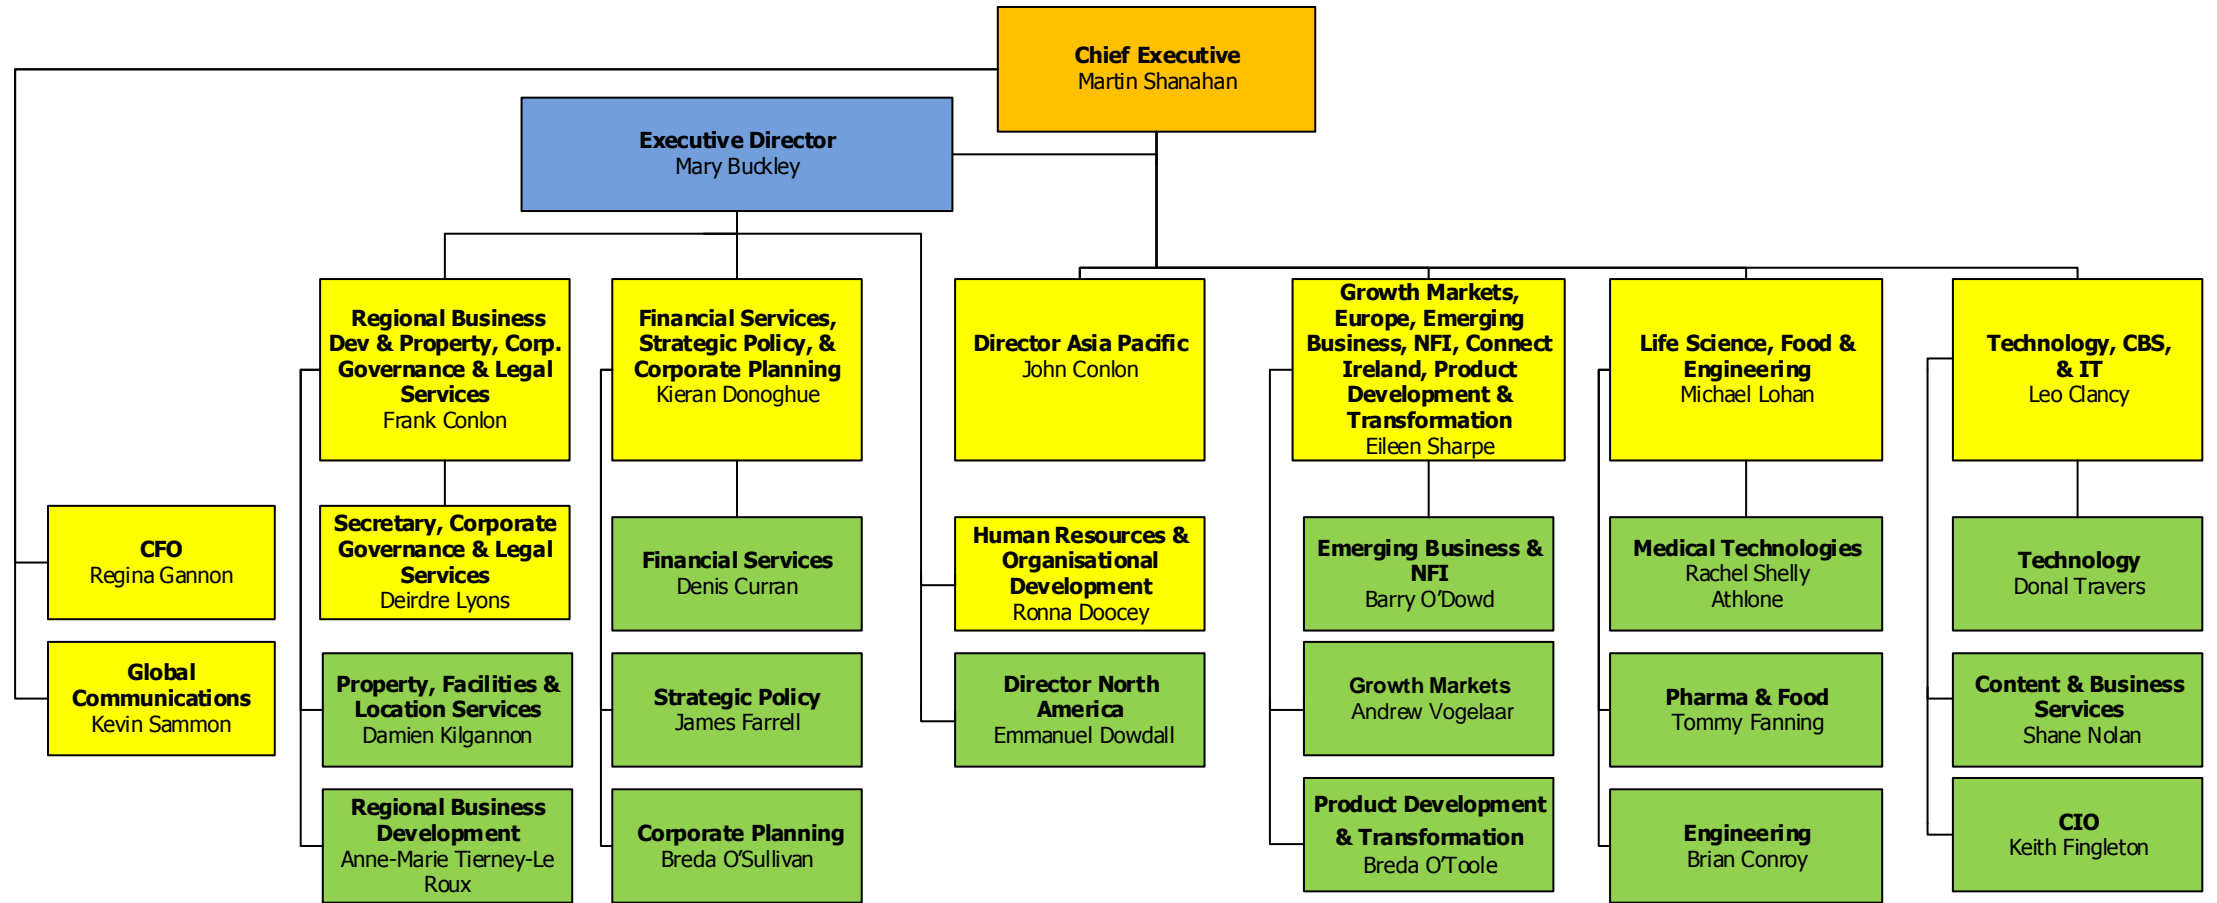 Chief Executive
Martin Shanahan
Executive Director
Mary Buckley
Regional Business
Dev & Property, Corp.
Governance & Legal
Services
Frank Conlon
Financial Services,
Strategic Policy, &
Corporate Planning
Kieran Donoghue
Director Asia Pacific
John Conlon
Growth Markets,
Europe, Emerging
Business, NFI, Connect
Ireland, Product
Development &
Transformation
Eileen Sharpe
Life Science, Food &
Engineering
Michael Lohan
Technology, CBS,
& IT
Leo Clancy
CFO
Regina Gannon
Secretary, Corporate
Governance & Legal
Services
Deirdre Lyons
Financial Services
Denis Curran
Human Resources &
Organisational
Development
Ronna Doocey
Emerging Business &
NFI
Barry O’Dowd
Medical Technologies
Rachel Shelly
Athlone
Technology
Donal Travers
Global
Communications
Kevin Sammon
Property, Facilities &
Location Services
Damien Kilgannon
Strategic Policy
James Farrell
Director North
America
Emmanuel Dowdall
Growth Markets
Andrew Vogelaar
Pharma & Food
Tommy Fanning
Content & Business
Services
Shane Nolan
Regional Business
Development
Anne-Marie Tierney-Le
Roux
Corporate Planning
Breda O’Sullivan
Product Development
& Transformation
Breda O’Toole
Engineering
Brian Conroy
CIO
Keith Fingleton